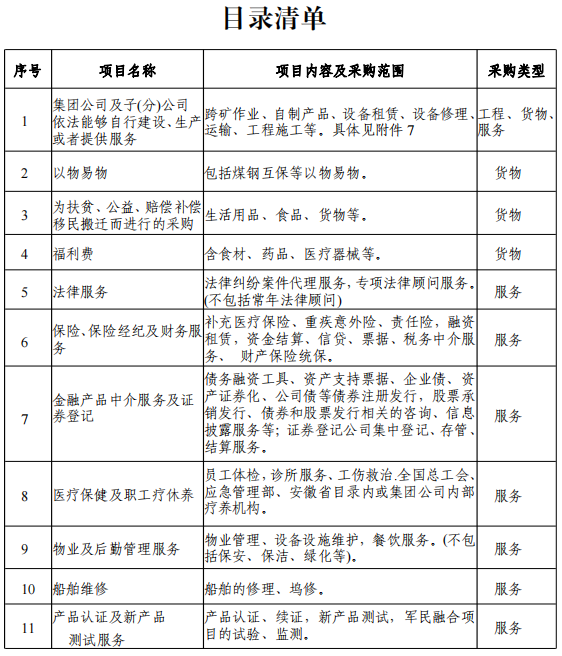 目录清单
序号 项目名称 项目内容及采购范围 采购类型
1 集团公司及子(分)公司依法能够自行建设、生产或者提供服务 跨矿作业、自制产品、设备租赁、设备修理、运输、工程施工等。具体见附件 7 工程、货物、服务
2 以物易物 包括煤钢互保等以物易物。 货物
3 为扶贫、公益、赔偿补偿移民搬迁而进行的采购 生活用品、食品、货物等。 货物
4 福利费 含食材、药品、医疗器械等。 货物
5 法律服务 法律纠纷案件代理服务，专项法律顾问服务。(不包括常年法律顾问) 服务
6 保险、保险经纪及财务服务 补充医疗保险、重疾意外险、责任险，融资租赁，资金结算、信贷、票据、税务中介服务、 财产保险统保。 服务
7 金融产品中介服务及证券登记 债务融资工具、资产支持票据、企业债、资产证券化、公司债等债券注册发行，股票承销发行、债券和股票发行相关的咨询、信息披露服务等；证券登记公司集中登记、存管、结算服务。 服务
8 医疗保健及职工疗休养 员工体检，诊所服务、工伤救治.全国总工会、应急管理部、安徽省目录内或集团公司内部疗养机构。 服务
9 物业及后勤管理服务 物业管理、设备设施维护，餐饮服务。(不包括保安、保洁、绿化等)。 服务
10 船舶维修 船舶的修理、坞修。 服务
11 产品认证及新产品测试服务 产品认证、续证，新产品测试，军民融合项目的试验、监测。 服务